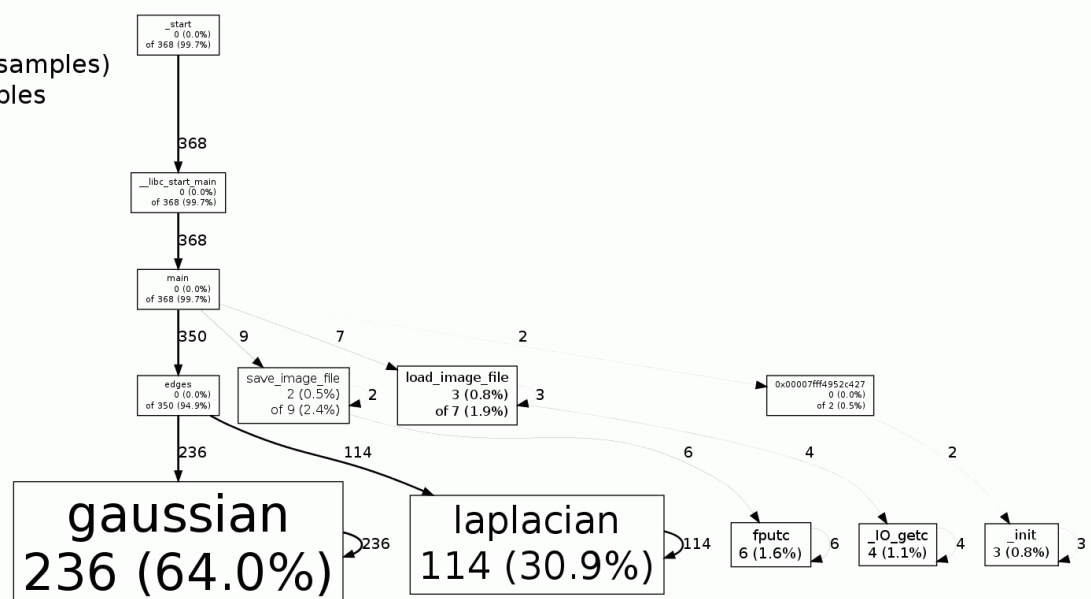 _start
0 (0.0%)
of 368 (99.7%)
samples)
ples
368
__libc_start_main
0 (0.0%)
of 368 (99.7%)
368
main
0 (0.0%)
of 368 (99.7%)
350
9
7
2
edges
0 (0.0%)
of 350 (94.9%)
save_image_file
2 (0.5%)
of 9 (2.4%)
2
load_image_file
3 (0.8%)
of 7 (1.9%)
3
0x00007fff4952c427
0 (0.0%)
of 2 (0.5%)
236
114
6
4
2
gaussian
236 (64.0%)
236
laplacian
114 (30.9%)
114
fputc
6 (1.6%)
6
_IO_getc
4 (1.1%)
4
_init
3 (0.8%)
3